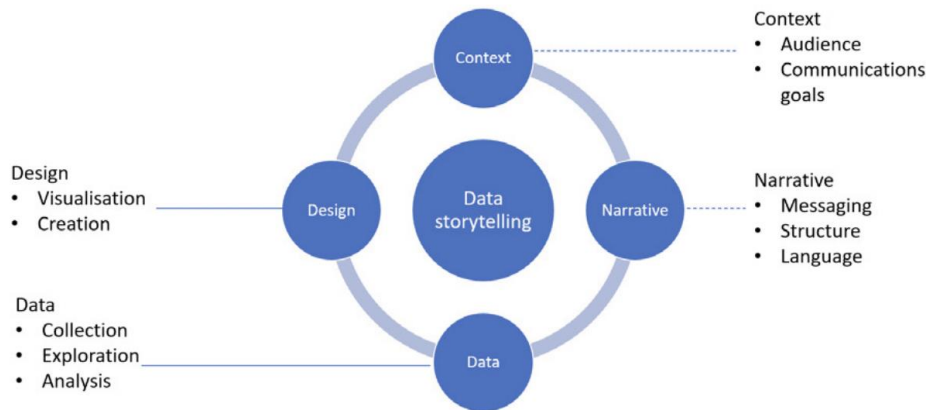 Context
Context
• Audience
• Communications
goals
Design
• Visualisation
• Creation
Design
Data
storytelling
Narrative
Narrative
• Messaging
• Structure
• Language
Data
• Collection
• Exploration
• Analysis
Data